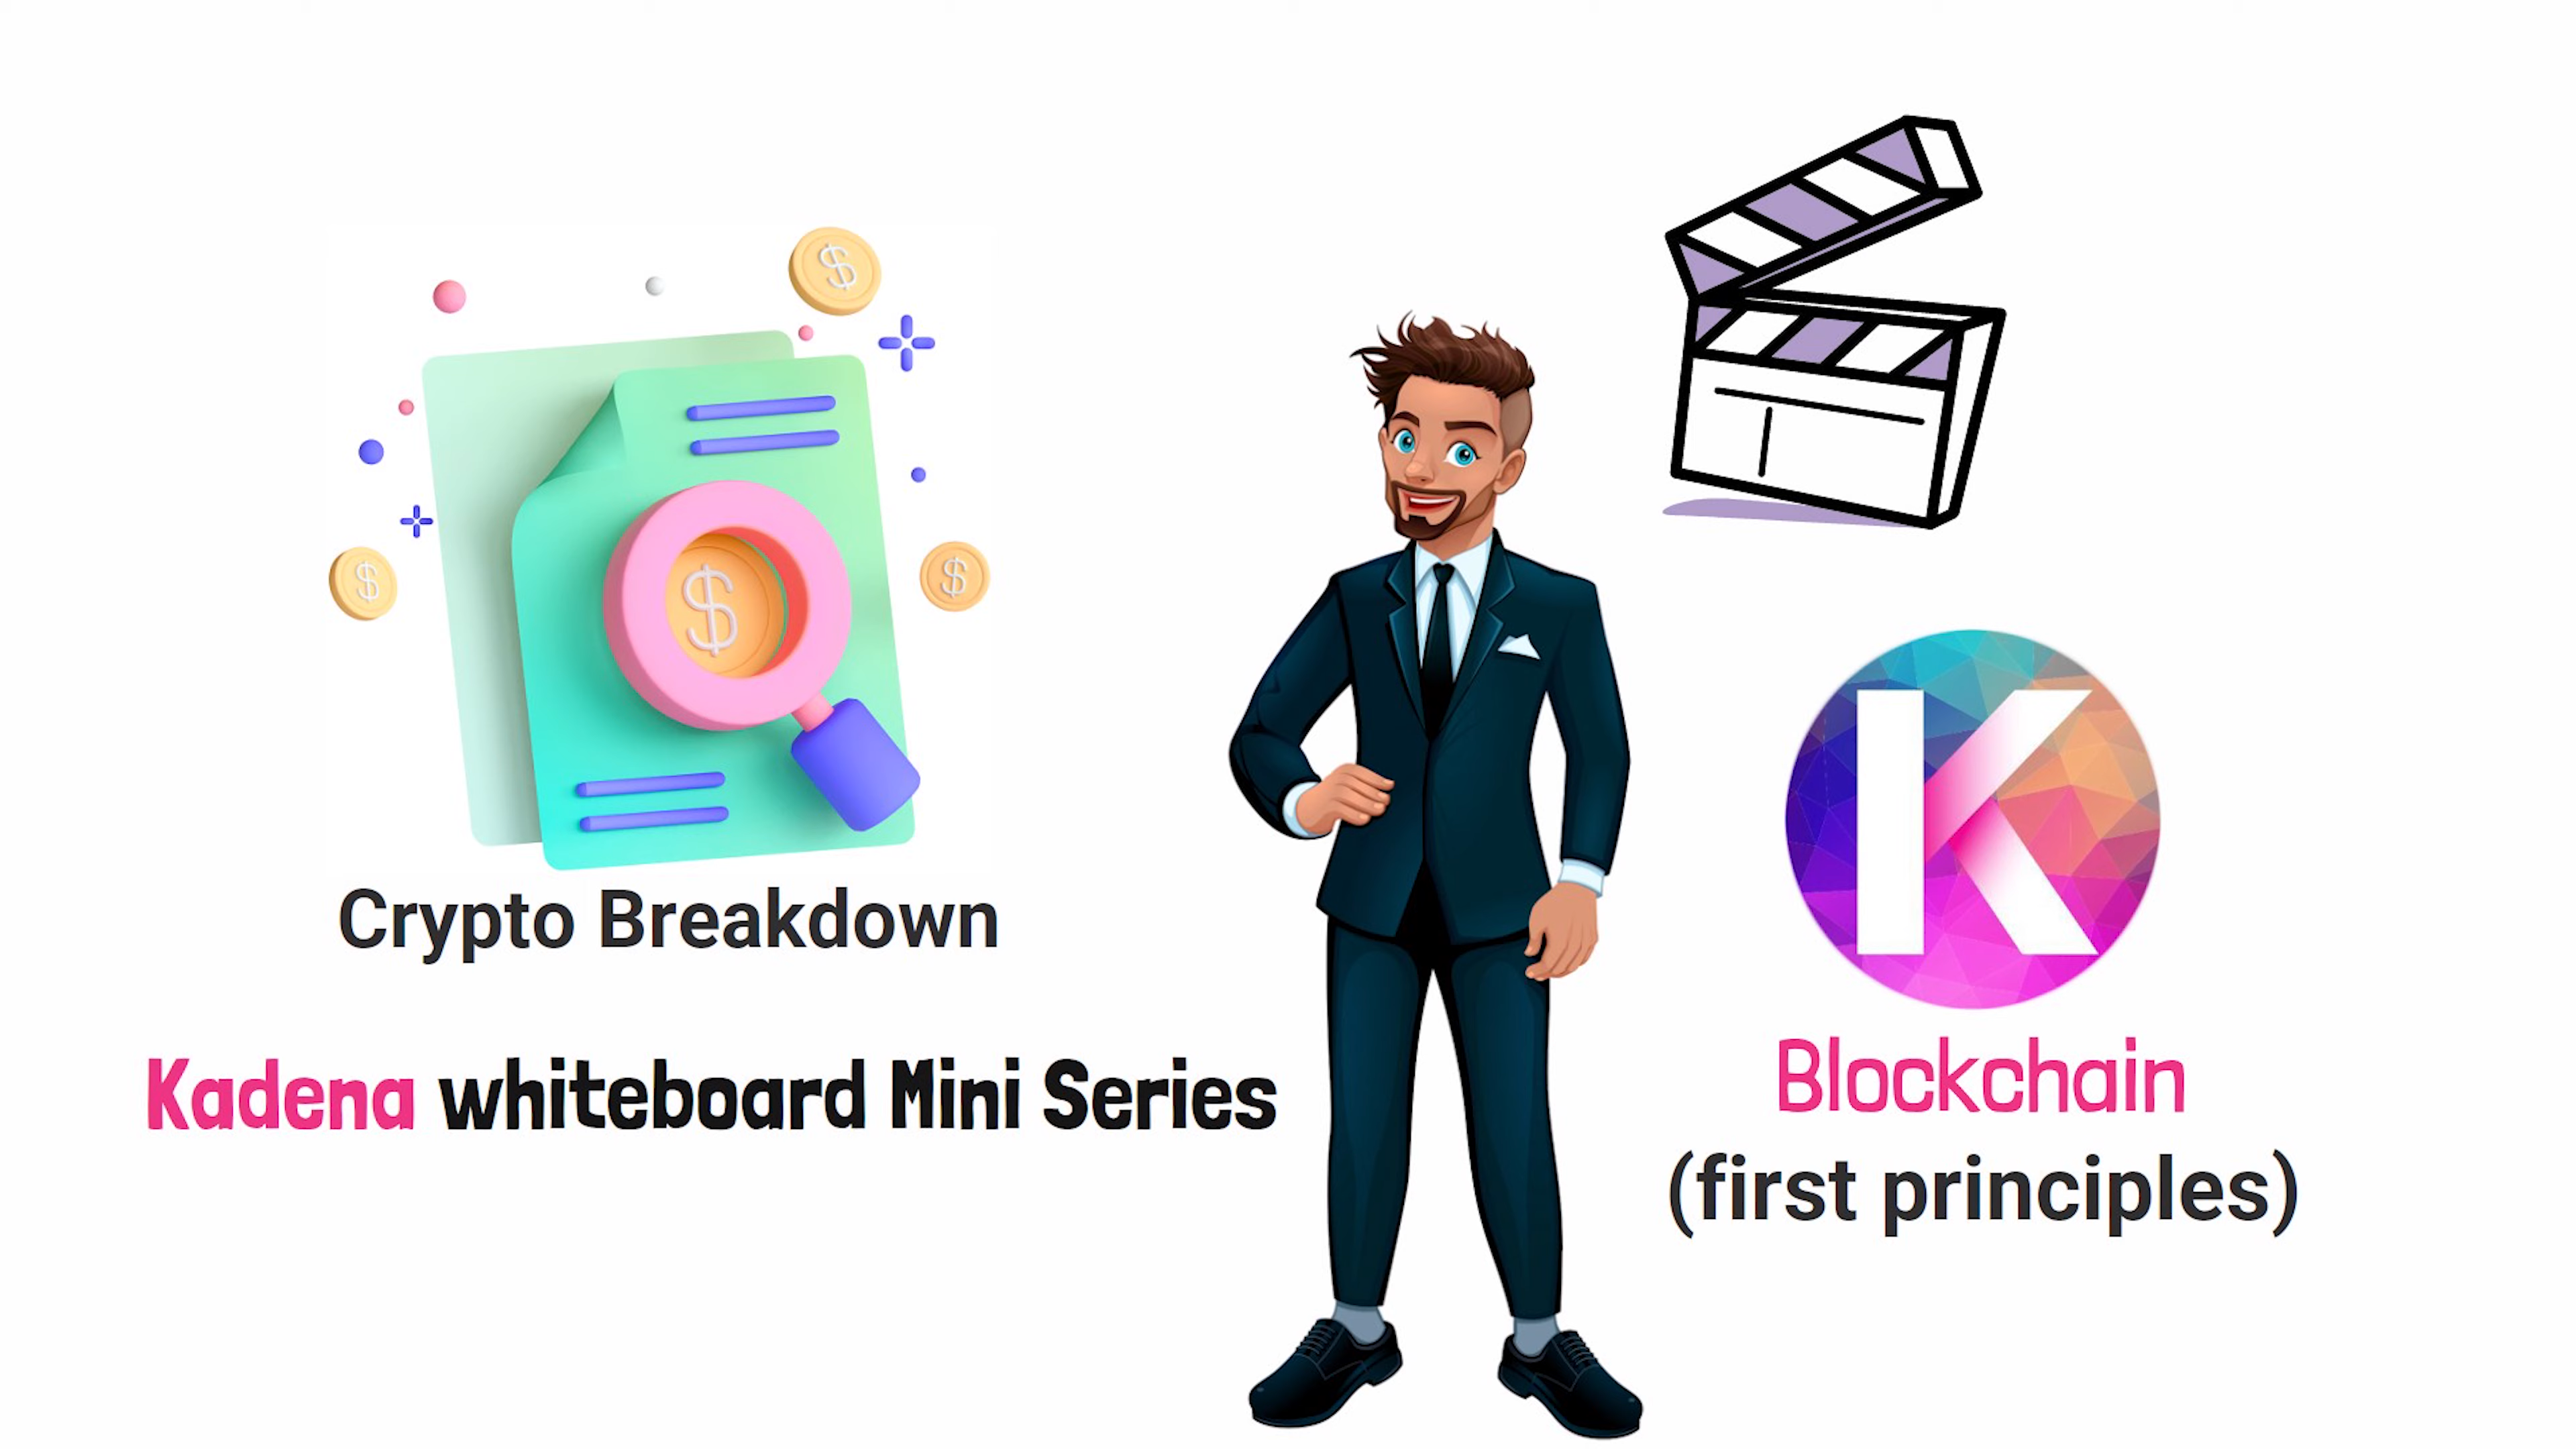 $
$
$
$
Crypto Breakdown
Kadena whiteboard Mini Series
K
Blockchain
(first principles)